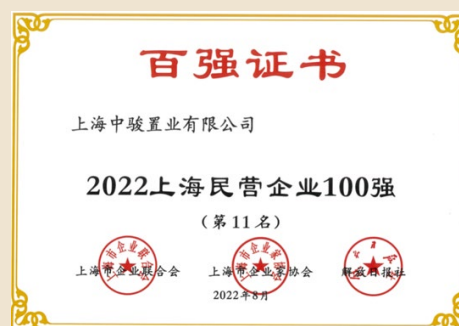 百强证书
上海中骏置业有限公司
2022上海民营企业100强
(第11名)
上海市企业联合会 上海市企业家协会 解放日报社
2022年8月